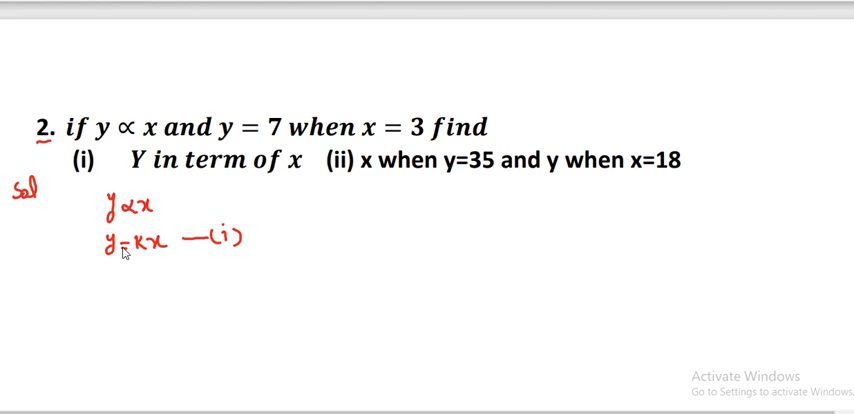 2. if y ∝ x and y = 7 when x = 3 find
(i) Y in term of x (ii) x when y=35 and y when x=18
Sol
y∝x
y=Kx —(i)
Activate Windows
Go to Settings to activate Windows.